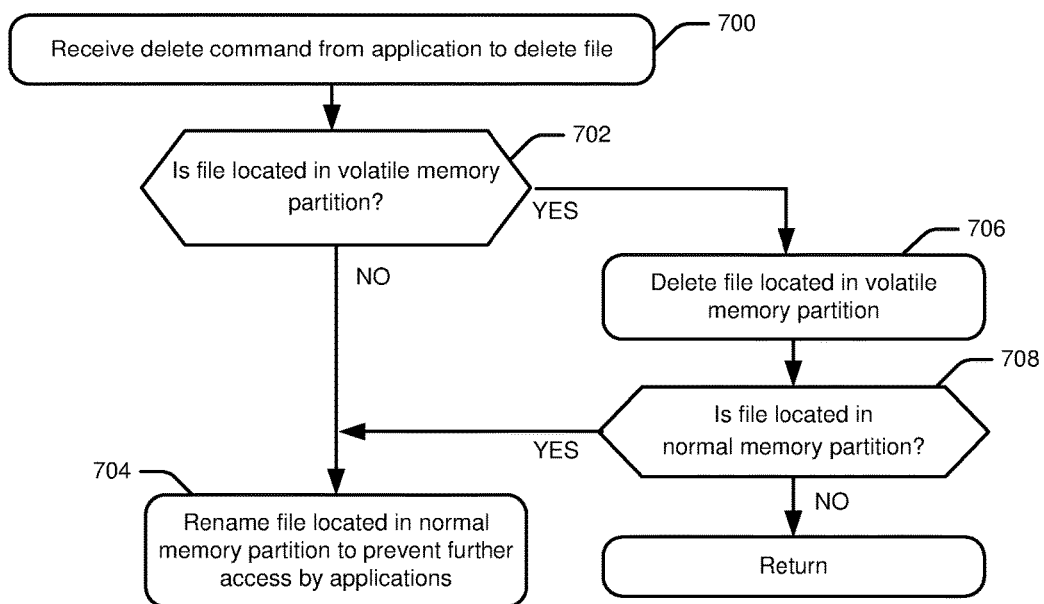 700
Receive delete command from application to delete file
702
Is file located in volatile memory
partition?
YES
706
NO
Delete file located in volatile
memory partition
708
Is file located in
normal memory partition?
YES
704
NO
Rename file located in normal
memory partition to prevent further
access by applications
Return